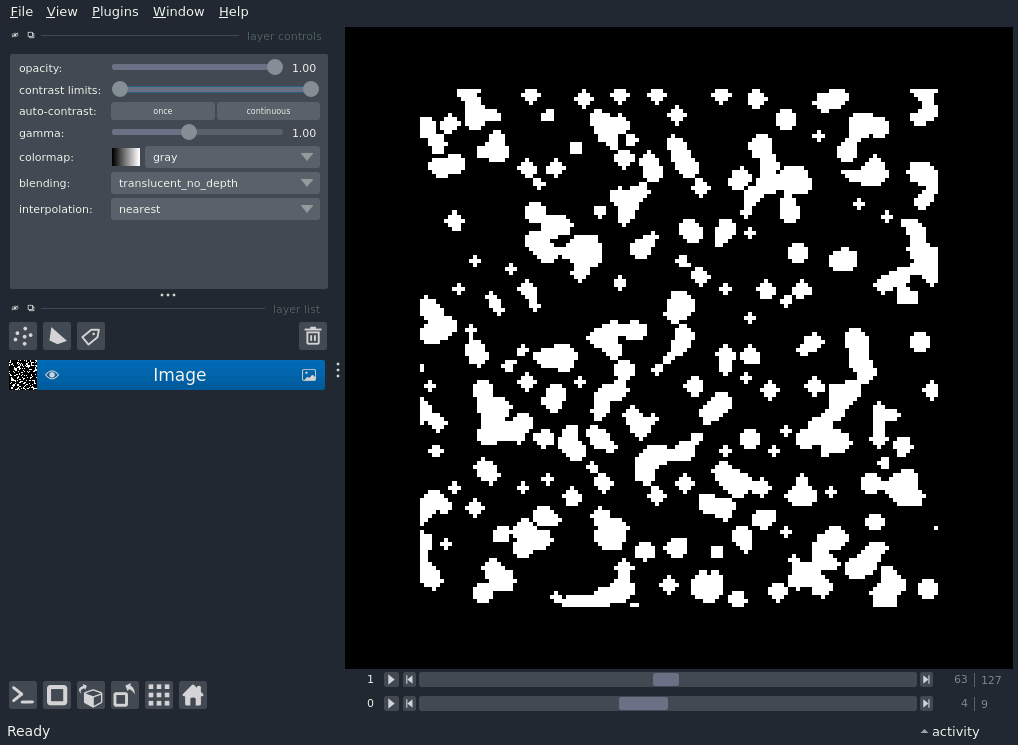 File View Plugins Window Help
layer controls
opacity: 1.00
contrast limits:
auto-contrast: once continuous
gamma: 1.00
colormap: gray
blending: translucent_no_depth
interpolation: nearest
layer list
Image
1 63 127
0 4 9
Ready activity